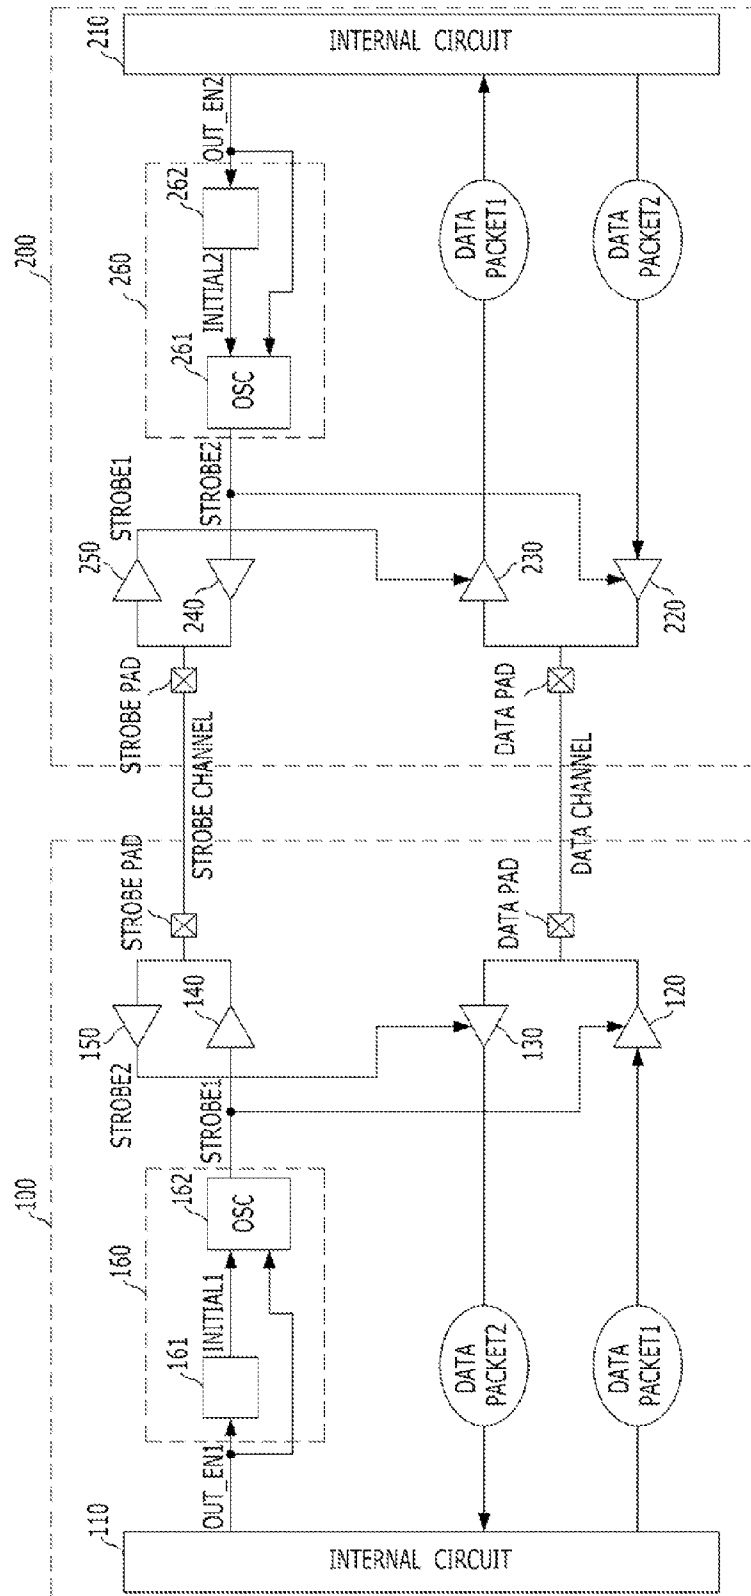 100
110
INTERNAL CIRCUIT
OUT_EN1
160
161
INITIAL1
162
OSC
STROBE1
STROBE2
150
140
STROBE PAD
STROBE CHANNEL
DATA PACKET2
DATA PACKET1
130
120
DATA PAD
DATA CHANNEL
200
210
INTERNAL CIRCUIT
OUT_EN2
260
262
INITIAL2
261
OSC
STROBE2
STROBE1
250
240
STROBE PAD
DATA PACKET1
DATA PACKET2
230
220
DATA PAD